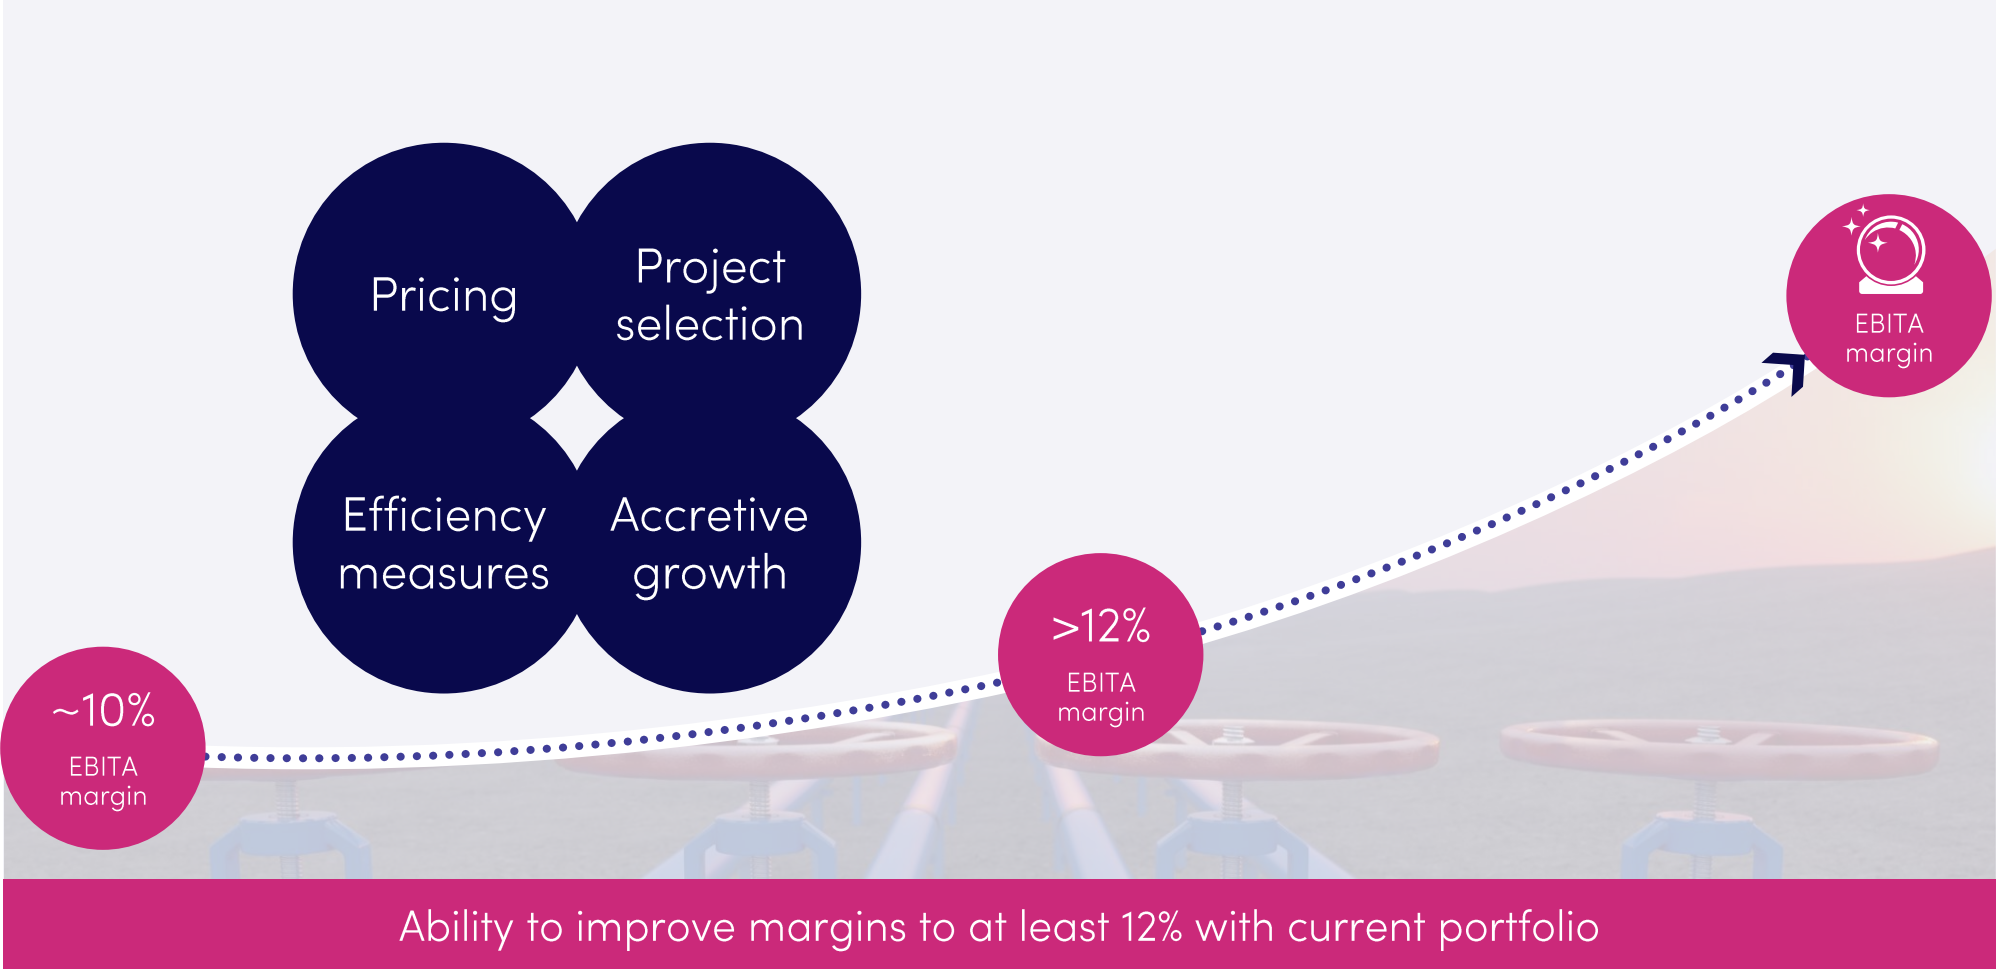 Pricing
Project
selection
Efficiency
measures
Accretive
growth
~10%
EBITA
margin
>12%
EBITA
margin
EBITA
margin
Ability to improve margins to at least 12% with current portfolio